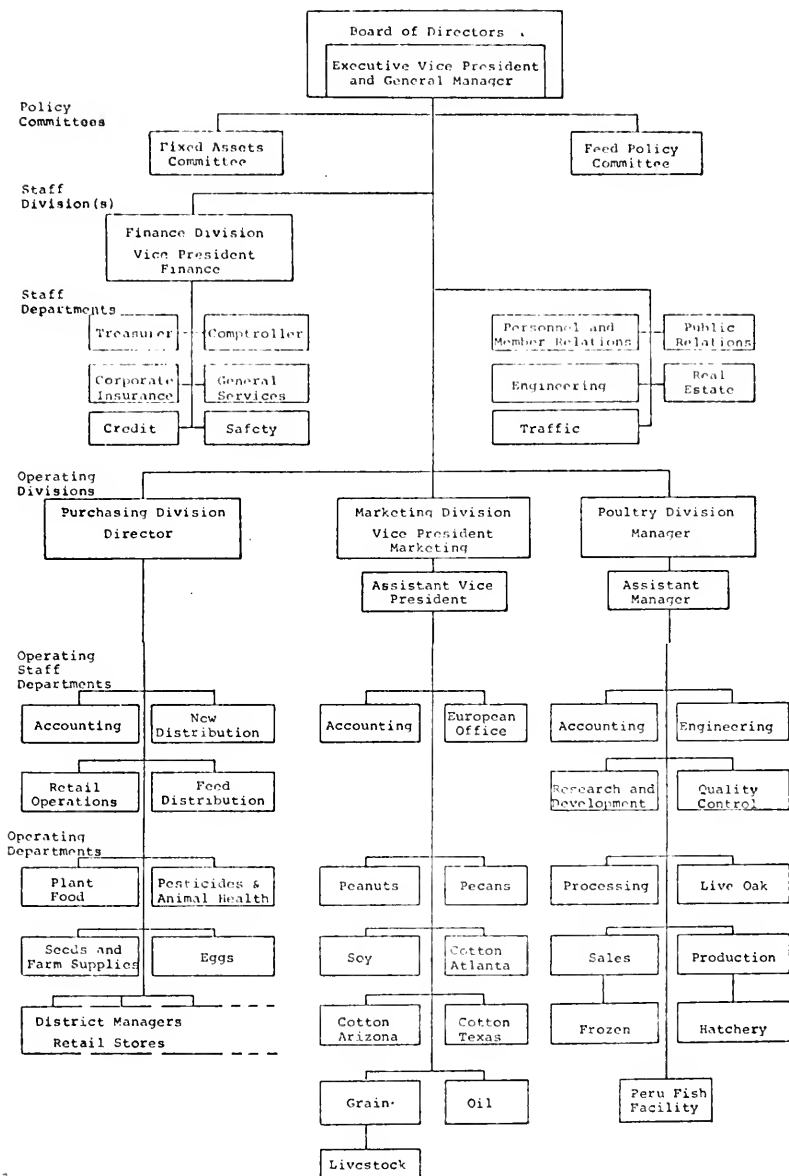 Board of Directors
Executive Vice President
and General Manager
Policy
Committees
Fixed Assets
Committee
Feed Policy
Committee
Staff
Division(s)
Finance Division
Vice President
Finance
Staff
Departments
Treasurer
Comptroller
Personnel and
Member Relations
Public
Relations
Corporate
Insurance
General
Services
Engineering
Real
Estate
Credit
Safety
Traffic
Operating
Divisions
Purchasing Division
Director
Marketing Division
Vice President
Marketing
Poultry Division
Manager
Assistant Vice
President
Assistant
Manager
Operating
Staff
Departments
Accounting
New
Distribution
Accounting
European
Office
Accounting
Engineering
Retail
Operations
Feed
Distribution
Research and
Development
Quality
Control
Operating
Departments
Plant
Food
Pesticides &
Animal Health
Peanuts
Pecans
Processing
Live Oak
Seeds and
Farm Supplies
Eggs
Soy
Cotton
Atlanta
Sales
Production
District Managers
Retail Stores
Cotton
Arizona
Cotton
Texas
Frozen
Hatchery
Grain
Oil
Peru Fish
Facility
Livestock